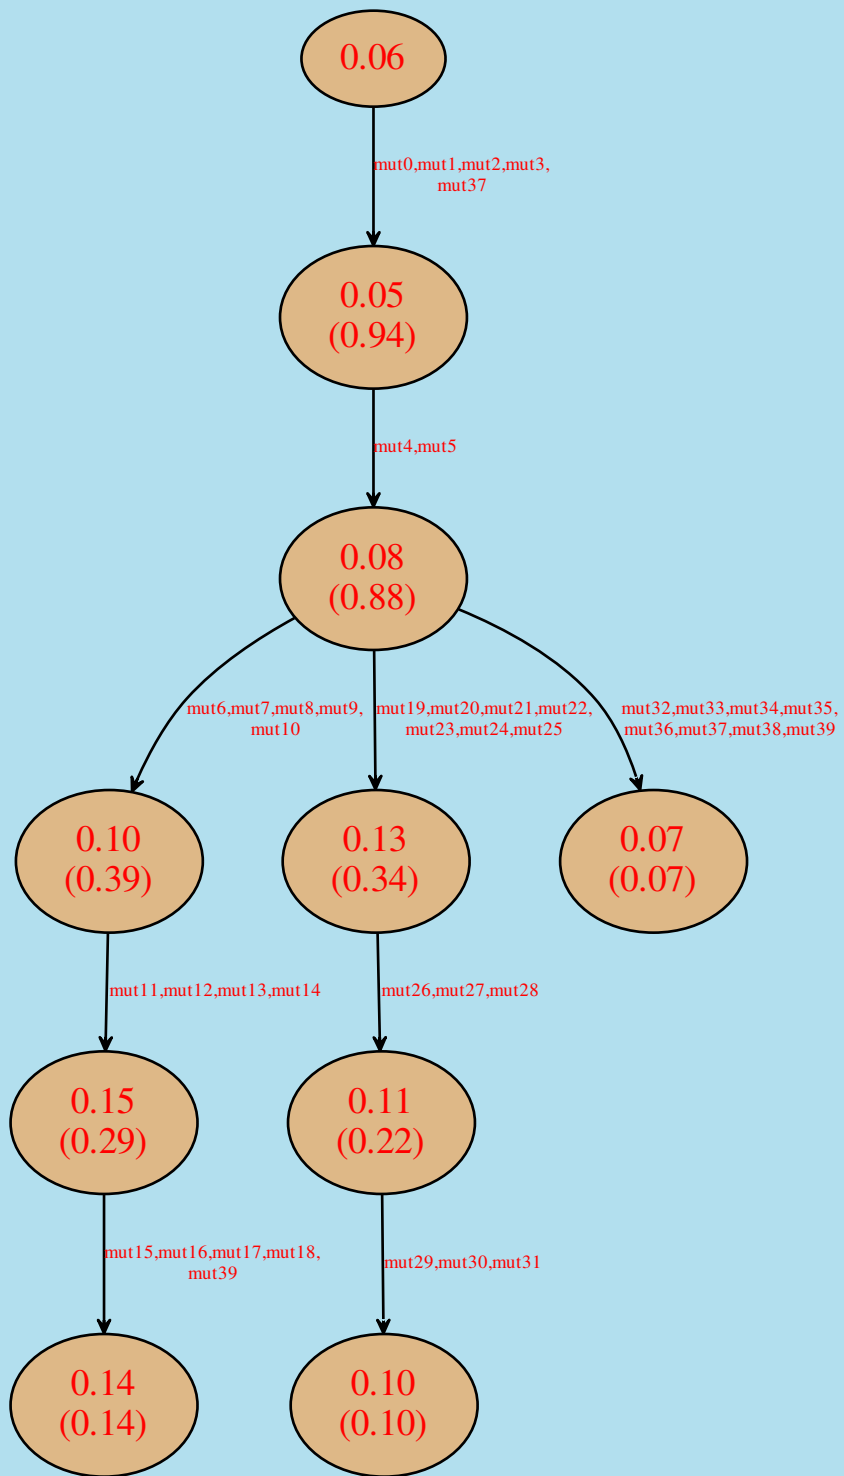 0.06
mut0,mut1,mut2,mut3,
mut37
0.05
(0.94)
mut4,mut5
0.08
(0.88)
mut6,mut7,mut8,mut9,
mut10
mut19,mut20,mut21,mut22,
mut23,mut24,mut25
mut32,mut33,mut34,mut35,
mut36,mut37,mut38,mut39
0.10
(0.39)
0.13
(0.34)
0.07
(0.07)
mut11,mut12,mut13,mut14
mut26,mut27,mut28
0.15
(0.29)
0.11
(0.22)
mut15,mut16,mut17,mut18,
mut39
mut29,mut30,mut31
0.14
(0.14)
0.10
(0.10)